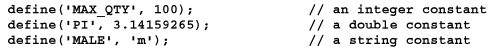 define('MAX_QTY', 100); // an integer constant
define('PI', 3.14159265); // a double constant
define('MALE', 'm'); // a string constant